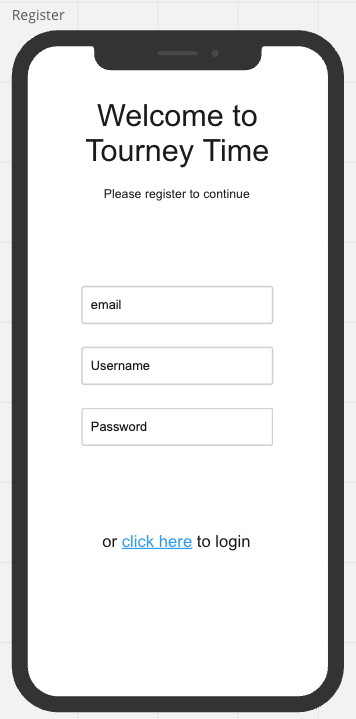 Register
Welcome to
Tourney Time
Please register to continue
email
Username
Password
or click here to login